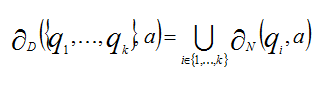 ∂_D({q_1,…,q_k}, a) = ⋃_{i∈{1,…,k}} ∂_N(q_i, a)